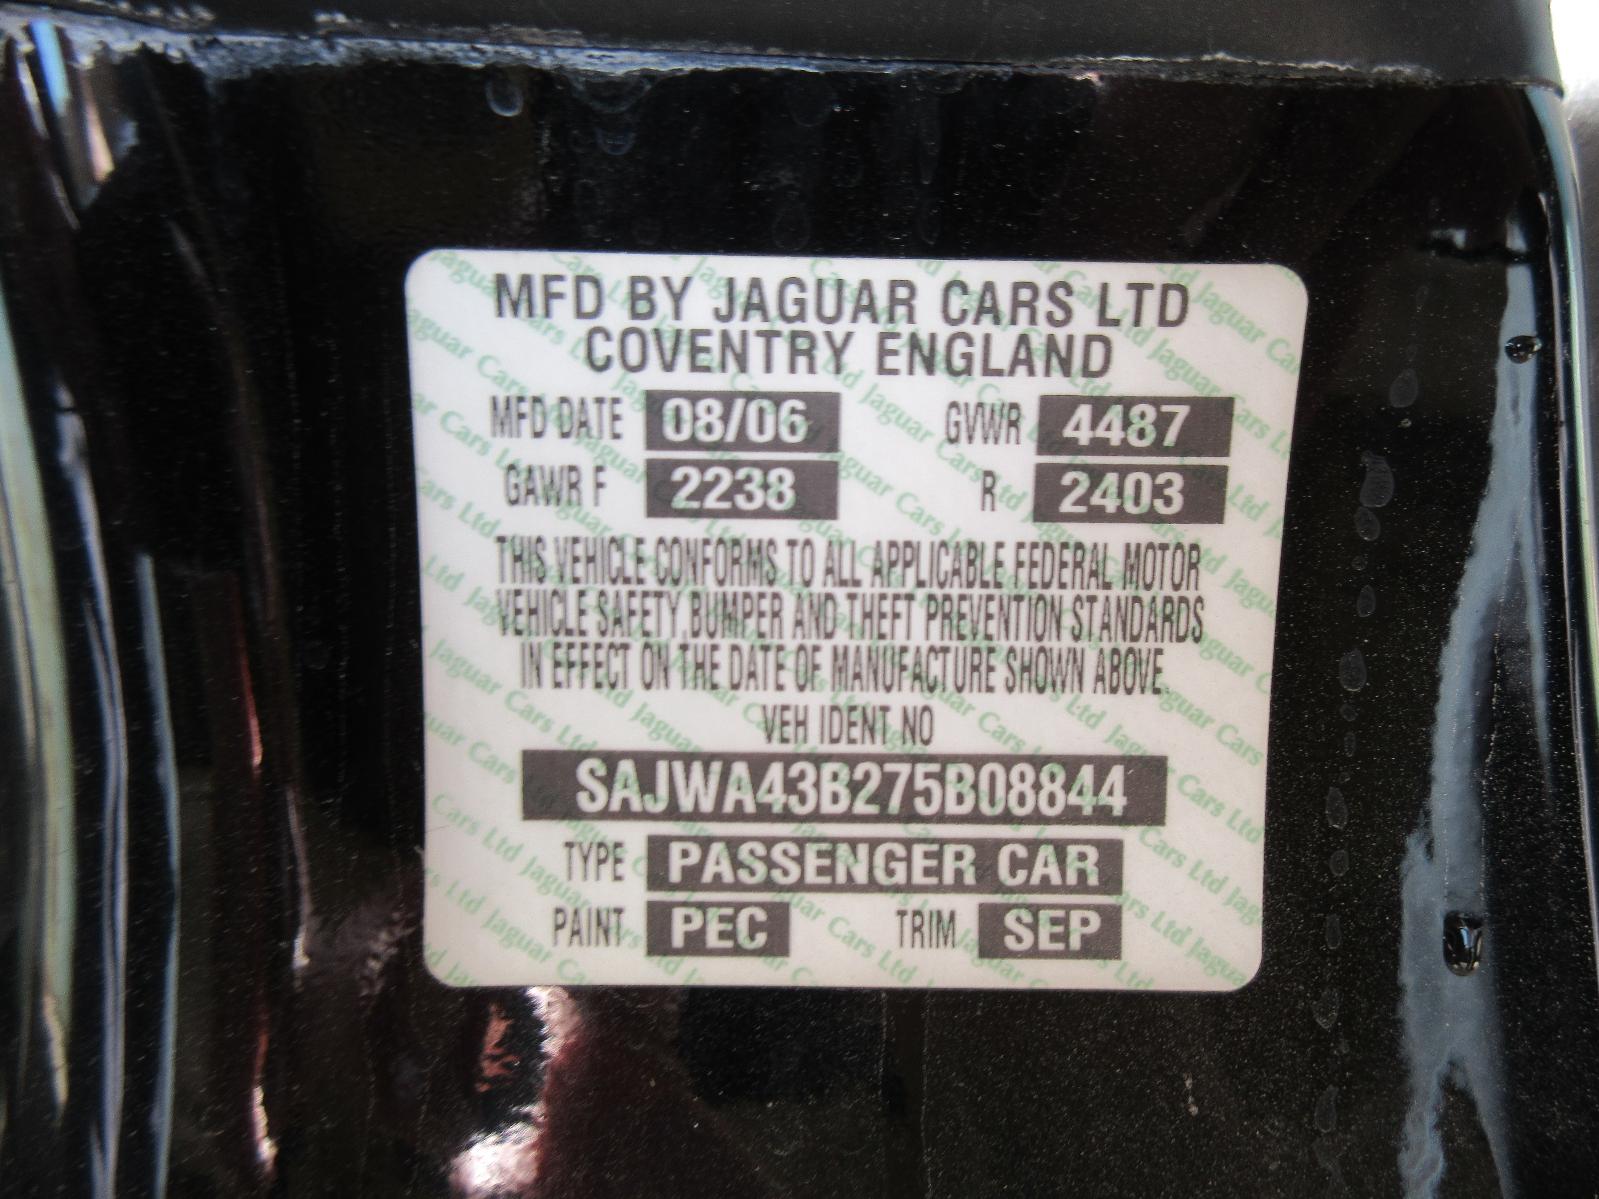 MFD BY JAGUAR CARS LTD
COVENTRY ENGLAND
MFD DATE 08/06 GVWR 4487
GAWR F 2238 R 2403
THIS VEHICLE CONFORMS TO ALL APPLICABLE FEDERAL MOTOR
VEHICLE SAFETY,BUMPER AND THEFT PREVENTION STANDARDS
IN EFFECT ON THE DATE OF MANUFACTURE SHOWN ABOVE.
VEH IDENT NO
SAJWA43B275B08844
TYPE PASSENGER CAR
PAINT PEC TRIM SEP